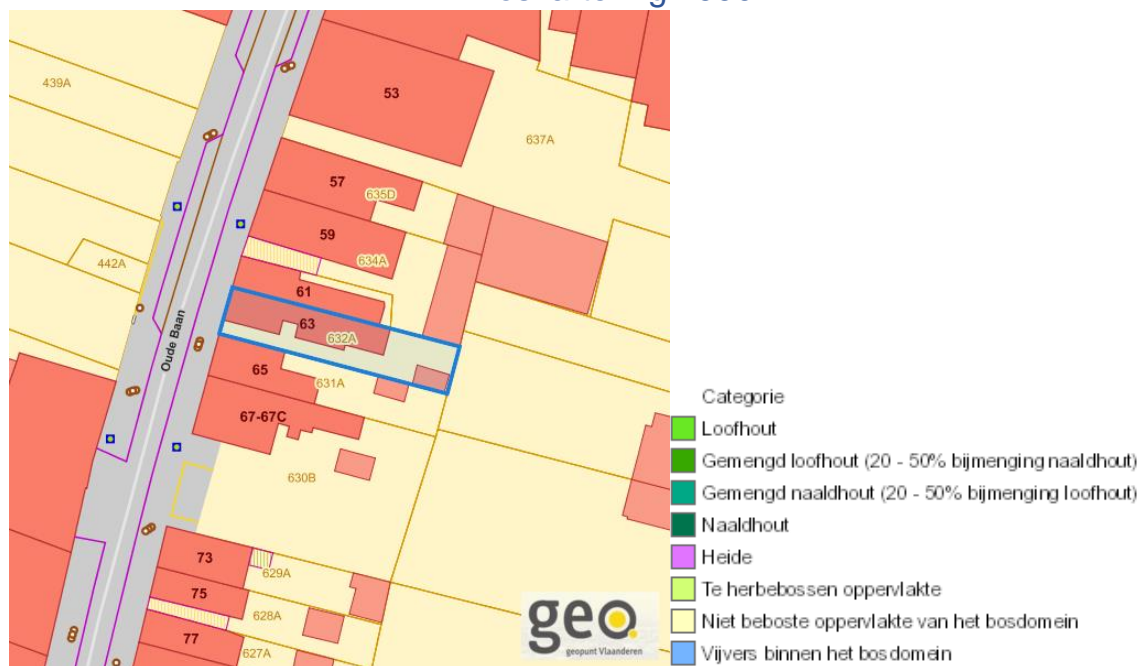 53
439A
637A
57
635D
59
634A
442A
61
63
632A
Oude Baan
65
631A
67-67C
630B
73
629A
75
628A
77
627A
geo
geopunt Vlaanderen
Categorie
Loofhout
Gemengd loofhout (20 - 50% bijmenging naaldhout)
Gemengd naaldhout (20 - 50% bijmenging loofhout)
Naaldhout
Heide
Te herbebossen oppervlakte
Niet beboste oppervlakte van het bosdomein
Vijvers binnen het bosdomein